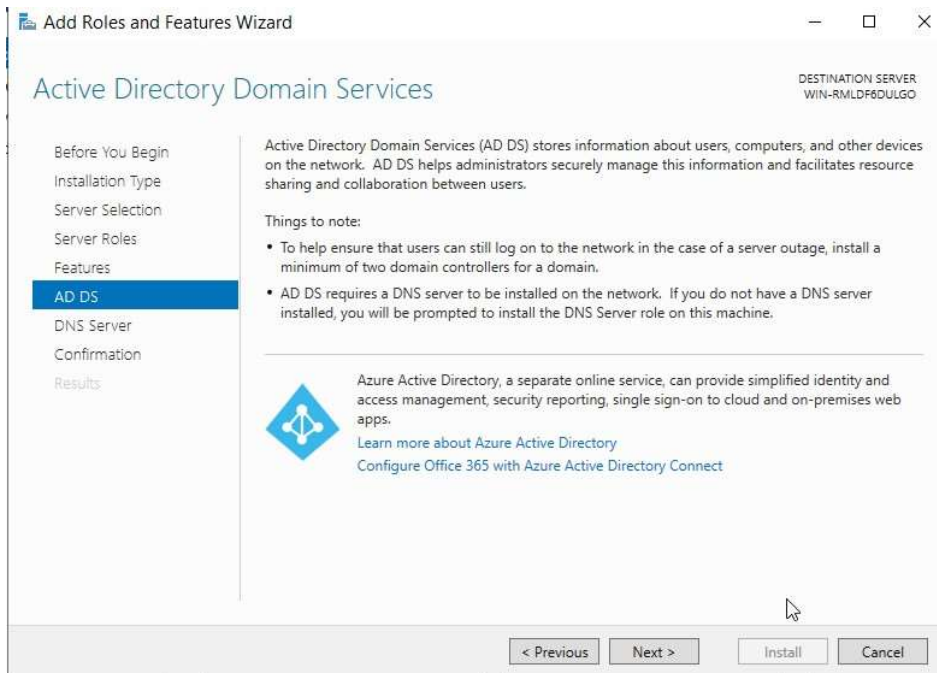 Add Roles and Features Wizard
Active Directory Domain Services
DESTINATION SERVER
WIN-RMLDF6DULGO
Before You Begin
Installation Type
Server Selection
Server Roles
Features
AD DS
DNS Server
Confirmation
Results
Active Directory Domain Services (AD DS) stores information about users, computers, and other devices
on the network. AD DS helps administrators securely manage this information and facilitates resource
sharing and collaboration between users.
Things to note:
• To help ensure that users can still log on to the network in the case of a server outage, install a
minimum of two domain controllers for a domain.
• AD DS requires a DNS server to be installed on the network. If you do not have a DNS server
installed, you will be prompted to install the DNS Server role on this machine.
Azure Active Directory, a separate online service, can provide simplified identity and
access management, security reporting, single sign-on to cloud and on-premises web
apps.
Learn more about Azure Active Directory
Configure Office 365 with Azure Active Directory Connect
< Previous
Next >
Install
Cancel